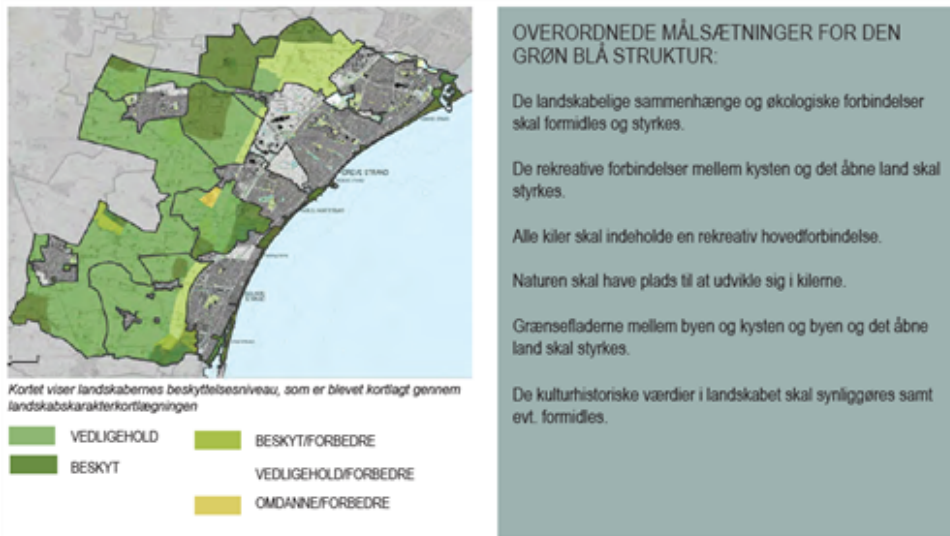 GREVE STRAND
Kortet viser landskabernes beskyttelsesniveau, som er blevet kortlagt gennem
landskabskarakterkortlægningen
VEDLIGEHOLD
BESKYT
BESKYT/FORBEDRE
VEDLIGEHOLD/FORBEDRE
OMDANNE/FORBEDRE
OVERORDNEDE MÅLSÆTNINGER FOR DEN
GRØN BLÅ STRUKTUR:
De landskabelige sammenhænge og økologiske forbindelser
skal formidles og styrkes.
De rekreative forbindelser mellem kysten og det åbne land skal
styrkes.
Alle kiler skal indeholde en rekreativ hovedforbindelse.
Naturen skal have plads til at udvikle sig i kilerne.
Grænsefladerne mellem byen og kysten og byen og det åbne
land skal styrkes.
De kulturhistoriske værdier i landskabet skal synliggøres samt
evt. formidles.